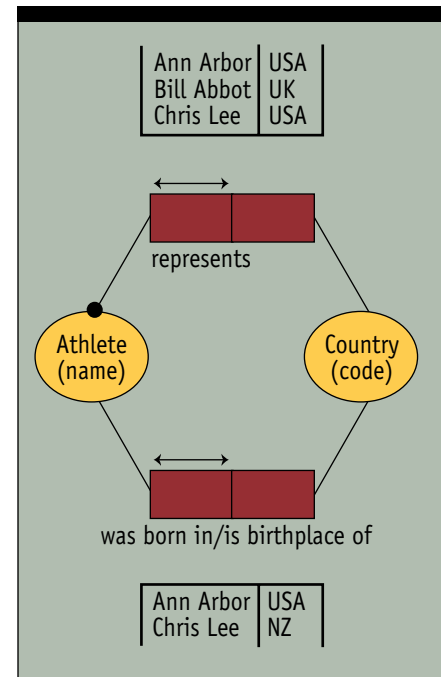 Ann Arbor USA
Bill Abbot UK
Chris Lee USA
represents
Athlete
(name)
Country
(code)
was born in/is birthplace of
Ann Arbor USA
Chris Lee NZ